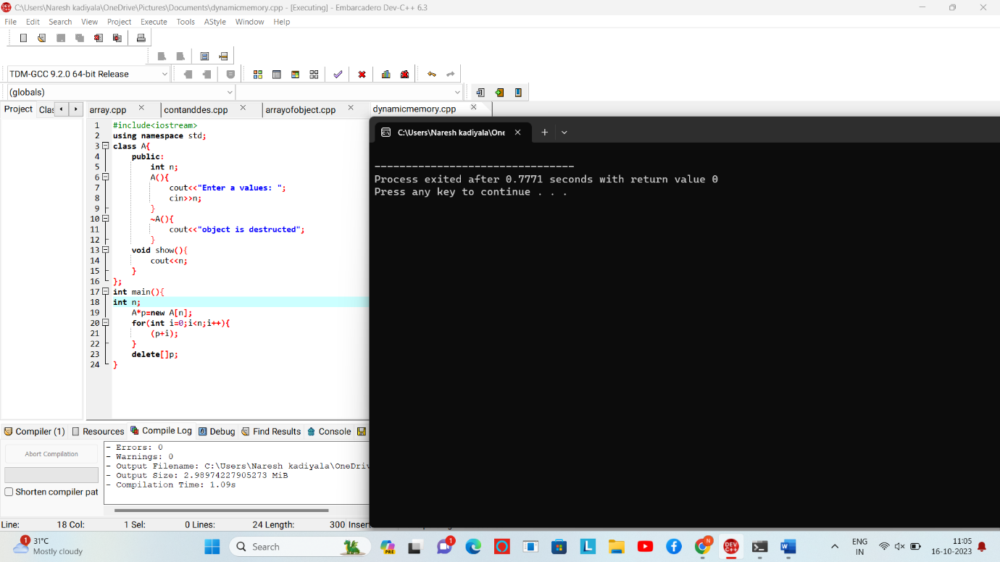 C:\Users\Naresh kadiyala\OneDrive\Pictures\Documents\dynamicmemory.cpp - [Executing] - Embarcadero Dev-C++ 6.3
File Edit Search View Project Execute Tools AStyle Window Help
TDM-GCC 9.2.0 64-bit Release
(globals)
Project Clas array.cpp contanddes.cpp arrayofobject.cpp dynamicmemory.cpp
1 #include<iostream>
2 using namespace std;
3 class A{
4 public:
5 int n;
6 A(){
7 cout<<"Enter a values: ";
8 cin>>n;
9 }
10 ~A(){
11 cout<<"object is destructed";
12 }
13 void show(){
14 cout<<n;
15 }
16 };
17 int main(){
18 int n;
19 A*p=new A[n];
20 for(int i=0;i<n;i++){
21 (p+i);
22 }
23 delete[]p;
24 }
C:\Users\Naresh kadiyala\One
--------------------------------
Process exited after 0.7771 seconds with return value 0
Press any key to continue . . .
Compiler (1) Resources Compile Log Debug Find Results Console
Abort Compilation
Shorten compiler pat
- Errors: 0
- Warnings: 0
- Output Filename: C:\Users\Naresh kadiyala\OneDriv
- Output Size: 2.98974227905273 MiB
- Compilation Time: 1.09s
Line: 18 Col: 1 Sel: 0 Lines: 24 Length: 300 Inser
1
31°C
Mostly cloudy
Search
PRE
1
L
N
DEV C++
W
ENG
IN
11:05
16-10-2023